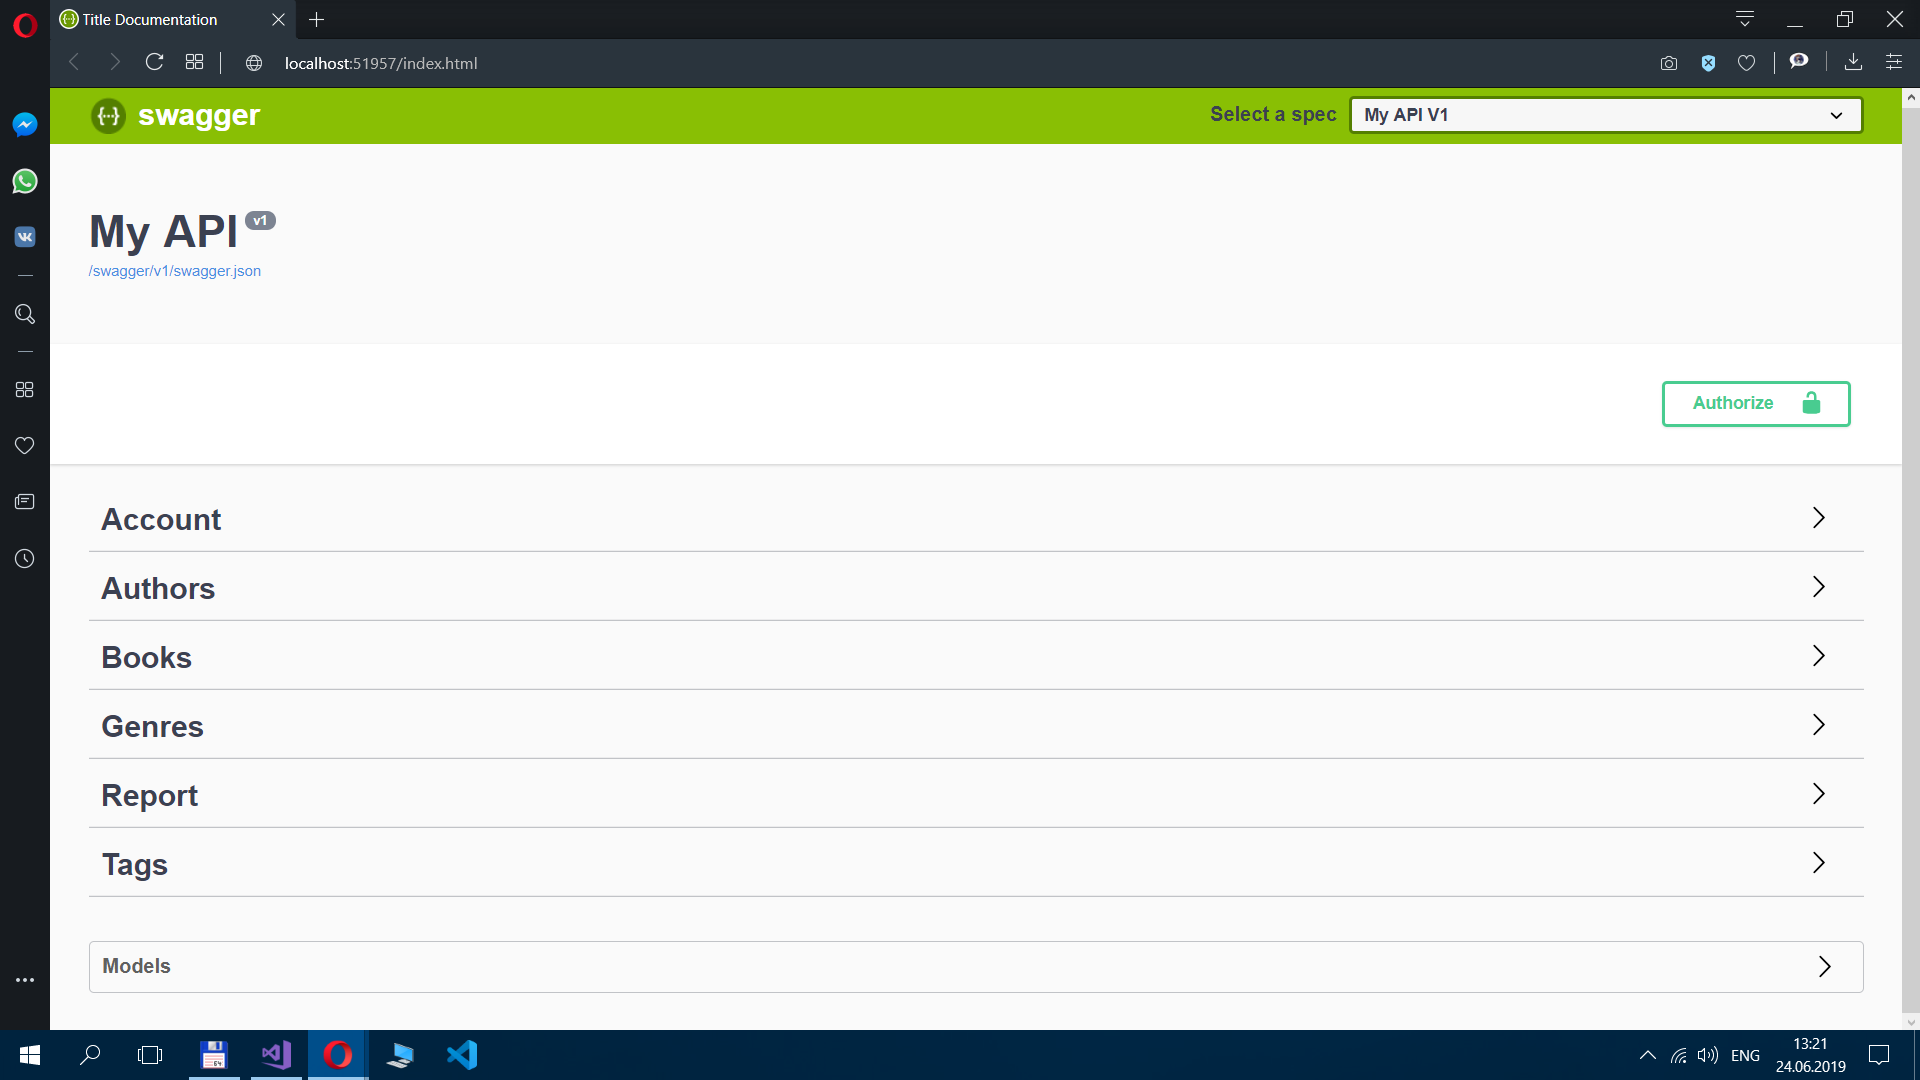 Title Documentation
localhost:51957/index.html
swagger
Select a spec
My API V1
My API v1
/swagger/v1/swagger.json
Authorize
Account
Authors
Books
Genres
Report
Tags
Models
64
ENG
13:21
24.06.2019